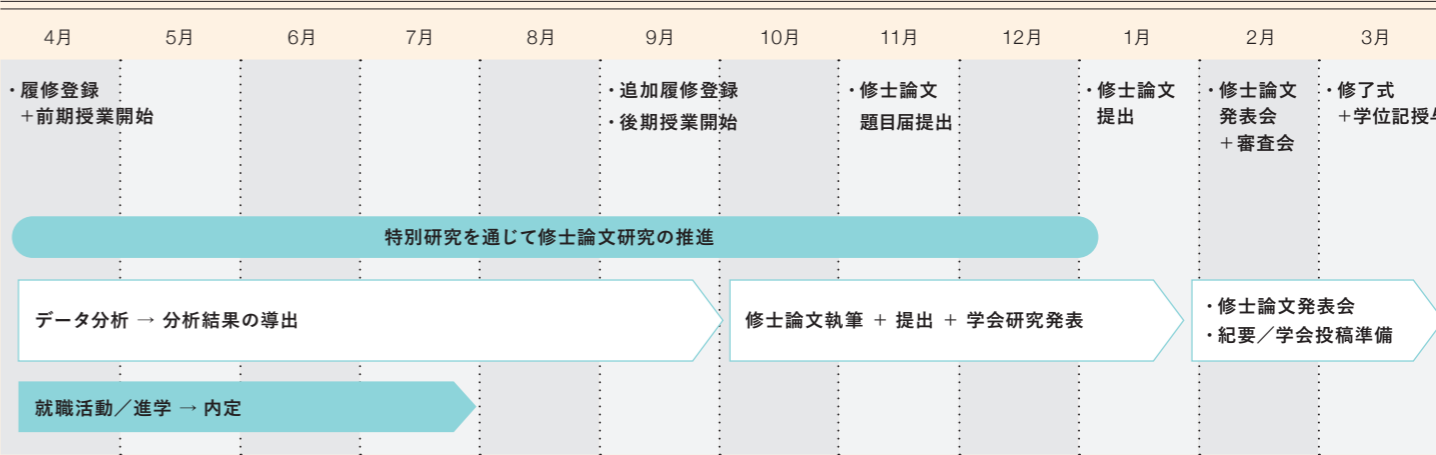 4月 5月 6月 7月 8月 9月 10月 11月 12月 1月 2月 3月
・履修登録
＋前期授業開始
・追加履修登録
・後期授業開始
・修士論文
題目届提出
・修士論文
提出
・修士論文
発表会
＋審査会
・修了式
＋学位記授
特別研究を通じて修士論文研究の推進
データ分析 → 分析結果の導出
修士論文執筆 ＋ 提出 ＋ 学会研究発表
・修士論文発表会
・紀要／学会投稿準備
就職活動／進学 → 内定